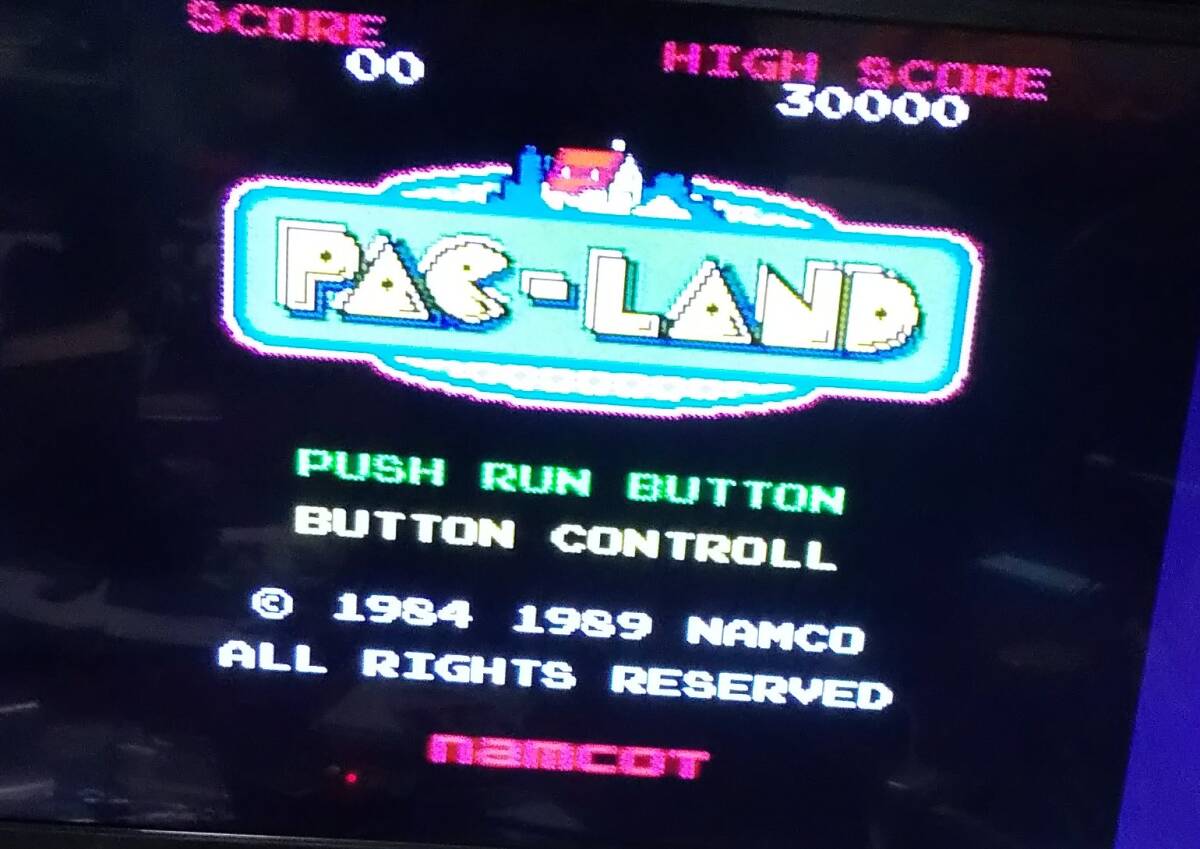 SCORE
00
HIGH SCORE
30000
PAC-LAND
PUSH RUN BUTTON
BUTTON CONTROLL
© 1984 1989 NAMCO
ALL RIGHTS RESERVED
namcot